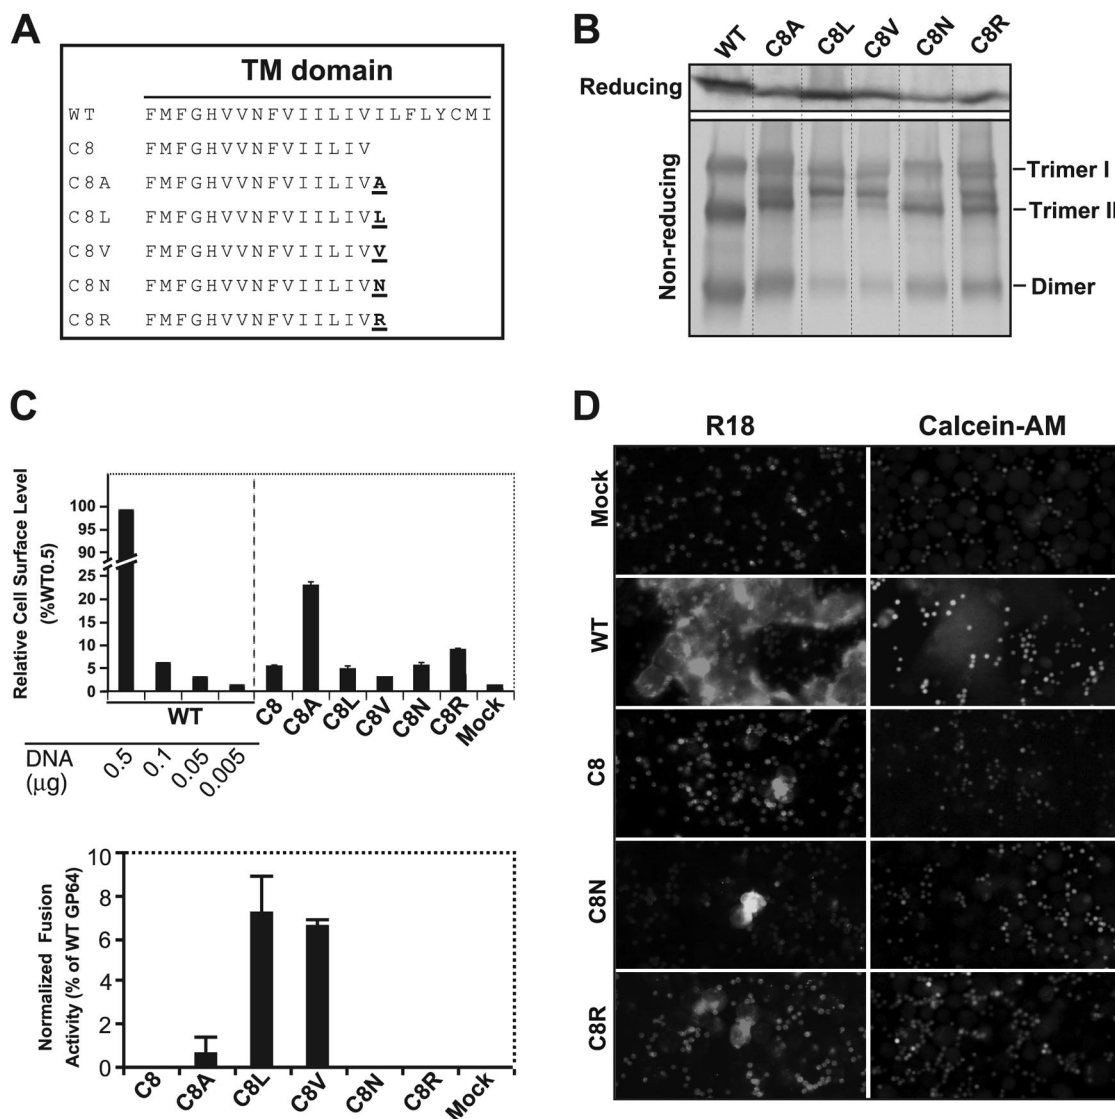 A
TM domain
WT FMFGHVVNFVIILIVILFLYCMI
C8 FMFGHVVNFVIILIV
C8A FMFGHVVNFVIILIVA
C8L FMFGHVVNFVIILIVL
C8V FMFGHVVNFVIILIVV
C8N FMFGHVVNFVIILIVN
C8R FMFGHVVNFVIILIVR
B
WT C8A C8L C8V C8N C8R
Reducing
Non-reducing
Trimer I
Trimer II
Dimer
C
Relative Cell Surface Level
(%WT0.5)
100
95
90
25
20
15
10
5
0
WT
C8 C8A C8L C8V C8N C8R Mock
DNA
(µg)
0.5 0.1 0.05 0.005
Normalized Fusion
Activity (% of WT GP64)
10
8
6
4
2
0
C8 C8A C8L C8V C8N C8R Mock
D
R18 Calcein-AM
Mock
WT
C8
C8N
C8R